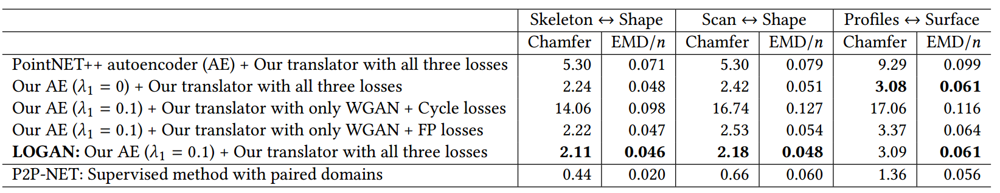 Skeleton ↔ Shape Scan ↔ Shape Profiles ↔ Surface
Chamfer EMD/n Chamfer EMD/n Chamfer EMD/n
PointNET++ autoencoder (AE) + Our translator with all three losses 5.30 0.071 5.30 0.079 9.29 0.099
Our AE (λ₁ = 0) + Our translator with all three losses 2.24 0.048 2.42 0.051 3.08 0.061
Our AE (λ₁ = 0.1) + Our translator with only WGAN + Cycle losses 14.06 0.098 16.74 0.127 17.06 0.116
Our AE (λ₁ = 0.1) + Our translator with only WGAN + FP losses 2.22 0.047 2.53 0.054 3.37 0.064
LOGAN: Our AE (λ₁ = 0.1) + Our translator with all three losses 2.11 0.046 2.18 0.048 3.09 0.061
P2P-NET: Supervised method with paired domains 0.44 0.020 0.66 0.060 1.36 0.056